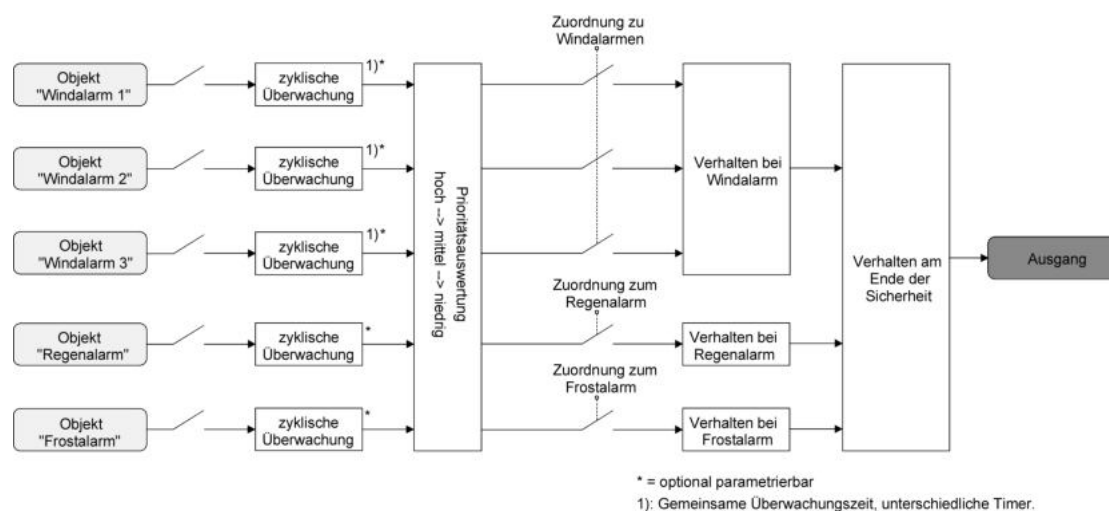 Zuordnung zu
Windalarmen
Objekt
"Windalarm 1"
zyklische
Überwachung
1)*
Objekt
"Windalarm 2"
zyklische
Überwachung
1)*
Objekt
"Windalarm 3"
zyklische
Überwachung
1)*
Objekt
"Regenalarm"
zyklische
Überwachung
*
Objekt
"Frostalarm"
zyklische
Überwachung
*
Prioritätsauswertung
hoch --> mittel --> niedrig
Zuordnung zum
Regenalarm
Zuordnung zum
Frostalarm
Verhalten bei
Windalarm
Verhalten bei
Regenalarm
Verhalten bei
Frostalarm
Verhalten am
Ende der
Sicherheit
Ausgang
* = optional parametrierbar
1): Gemeinsame Überwachungszeit, unterschiedliche Timer.